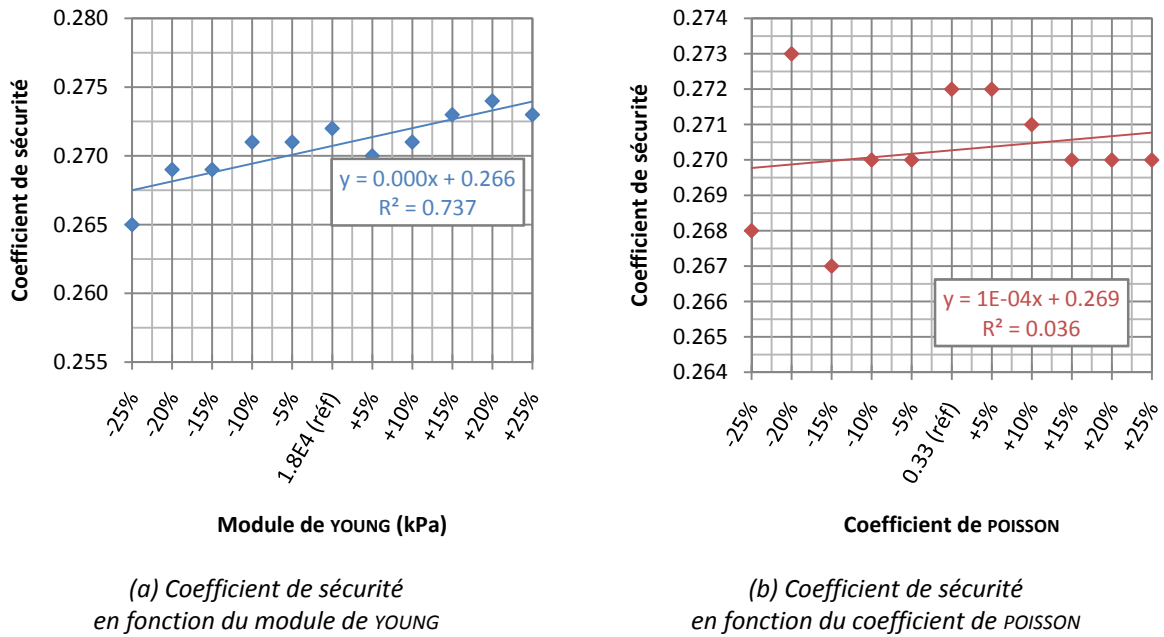 0.280
0.275
0.270
0.265
0.260
0.255
Coefficient de sécurité
y = 0.000x + 0.266
R² = 0.737
-25%
-20%
-15%
-10%
-5%
1.8E4 (réf)
+5%
+10%
+15%
+20%
+25%
Module de YOUNG (kPa)
(a) Coefficient de sécurité
en fonction du module de YOUNG
0.274
0.273
0.272
0.271
0.270
0.269
0.268
0.267
0.266
0.265
0.264
Coefficient de sécurité
y = 1E-04x + 0.269
R² = 0.036
-25%
-20%
-15%
-10%
-5%
0.33 (réf)
+5%
+10%
+15%
+20%
+25%
Coefficient de POISSON
(b) Coefficient de sécurité
en fonction du coefficient de POISSON